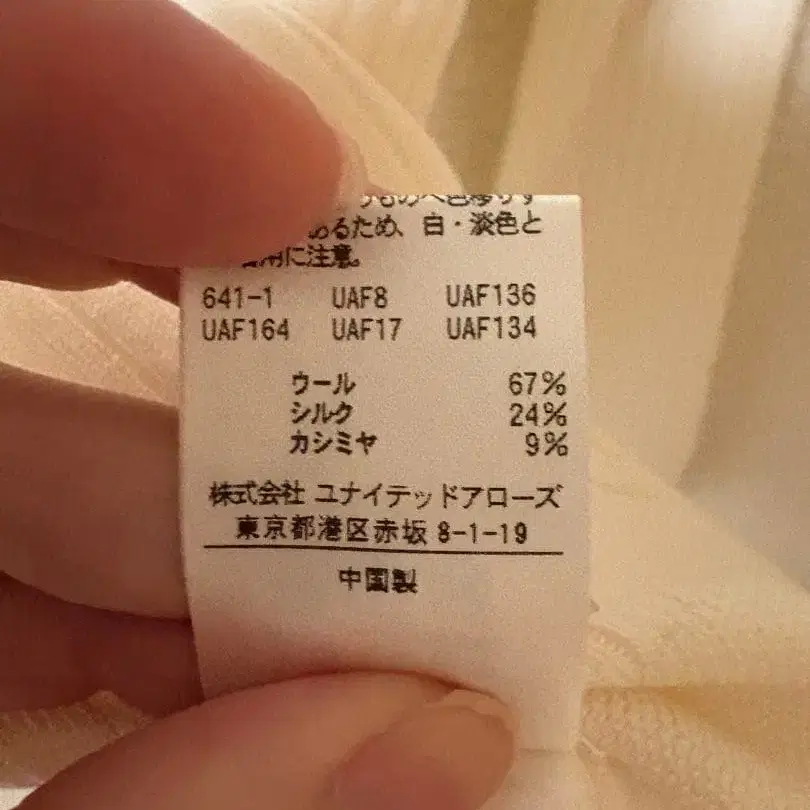 るため、白・淡色と
に注意。
641-1 UAF8 UAF136
UAF164 UAF17 UAF134
ウール 67%
シルク 24%
カシミヤ 9%
株式会社 ユナイテッドアローズ
東京都港区赤坂 8-1-19
中国製